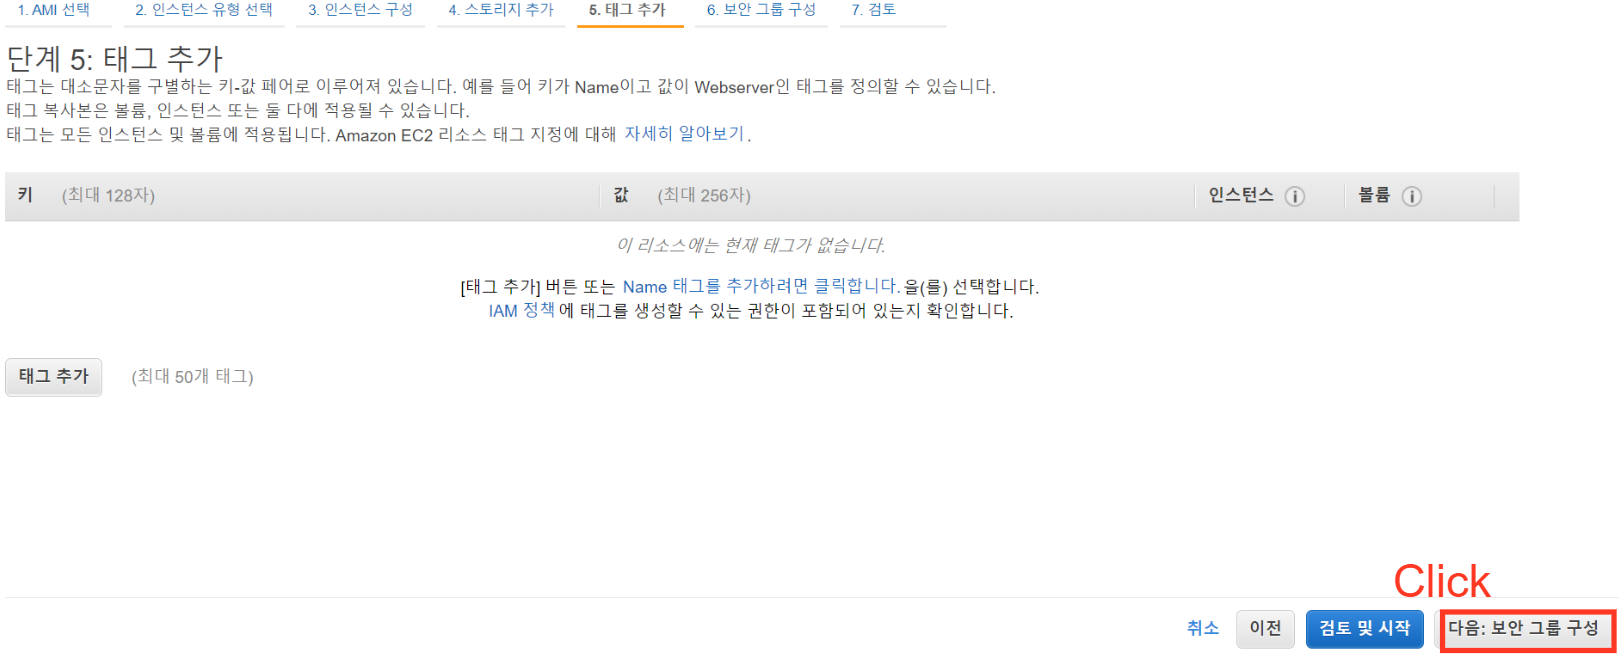 1. AMI 선택 2. 인스턴스 유형 선택 3. 인스턴스 구성 4. 스토리지 추가 5. 태그 추가 6. 보안 그룹 구성 7. 검토
단계 5: 태그 추가
태그는 대소문자를 구별하는 키-값 페어로 이루어져 있습니다. 예를 들어 키가 Name이고 값이 Webserver인 태그를 정의할 수 있습니다.
태그 복사본은 볼륨, 인스턴스 또는 둘 다에 적용될 수 있습니다.
태그는 모든 인스턴스 및 볼륨에 적용됩니다. Amazon EC2 리소스 태그 지정에 대해 자세히 알아보기.
키 (최대 128자) 값 (최대 256자) 인스턴스 i 볼륨 i
이 리소스에는 현재 태그가 없습니다.
[태그 추가] 버튼 또는 Name 태그를 추가하려면 클릭합니다. 을(를) 선택합니다.
IAM 정책에 태그를 생성할 수 있는 권한이 포함되어 있는지 확인합니다.
태그 추가 (최대 50개 태그)
Click
취소 이전 검토 및 시작 다음: 보안 그룹 구성